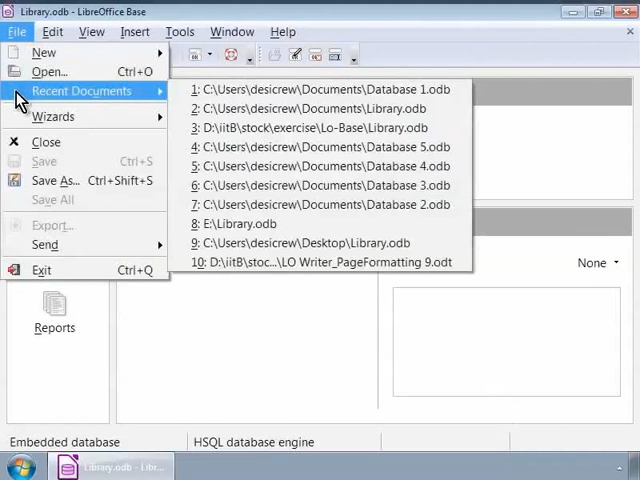 Library.odb - LibreOffice Base
File Edit View Insert Tools Window Help
New
Open... Ctrl+O
Recent Documents
Wizards
Close
Save Ctrl+S
Save As... Ctrl+Shift+S
Save All
Export...
Send
Exit Ctrl+Q
1: C:\Users\desicrew\Documents\Database 1.odb
2: C:\Users\desicrew\Documents\Library.odb
3: D:\iitB\stock\exercise\Lo-Base\Library.odb
4: C:\Users\desicrew\Documents\Database 5.odb
5: C:\Users\desicrew\Documents\Database 4.odb
6: C:\Users\desicrew\Documents\Database 3.odb
7: C:\Users\desicrew\Documents\Database 2.odb
8: E:\Library.odb
9: C:\Users\desicrew\Desktop\Library.odb
10: D:\iitB\stoc...\LO Writer_PageFormatting 9.odt
None
Reports
Embedded database HSQL database engine
Library.odb - Libr...